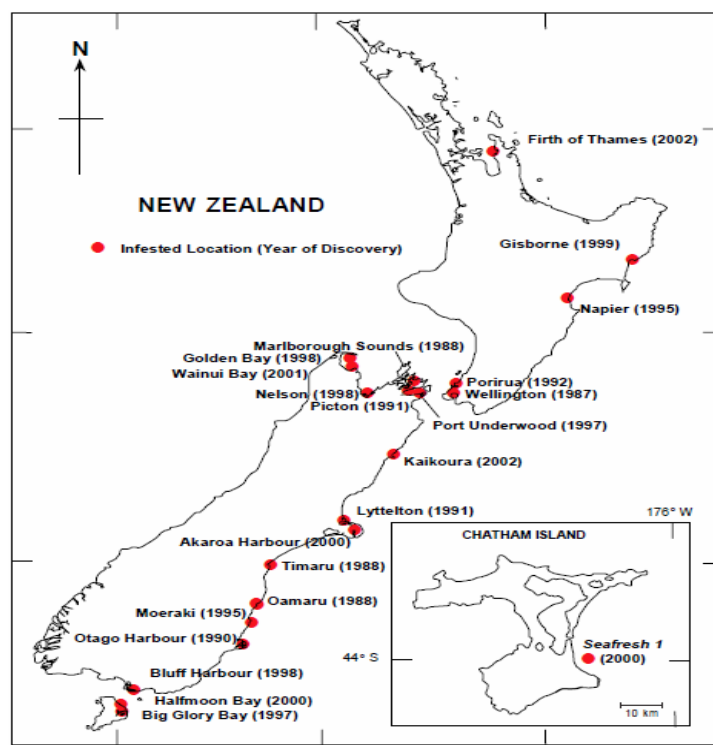 N
Firth of Thames (2002)
NEW ZEALAND
Infested Location (Year of Discovery)
Gisborne (1999)
Napier (1995)
Marlborough Sounds (1988)
Golden Bay (1998)
Wainui Bay (2001)
Nelson (1998)
Picton (1991)
Porirua (1992)
Wellington (1987)
Port Underwood (1997)
Kaikoura (2002)
Lyttelton (1991)
Akaroa Harbour (2000)
Timaru (1988)
Oamaru (1988)
Moeraki (1995)
Otago Harbour (1990)
Bluff Harbour (1998)
Halfmoon Bay (2000)
Big Glory Bay (1997)
176° W
CHATHAM ISLAND
44° S
Seafresh 1
(2000)
10 km